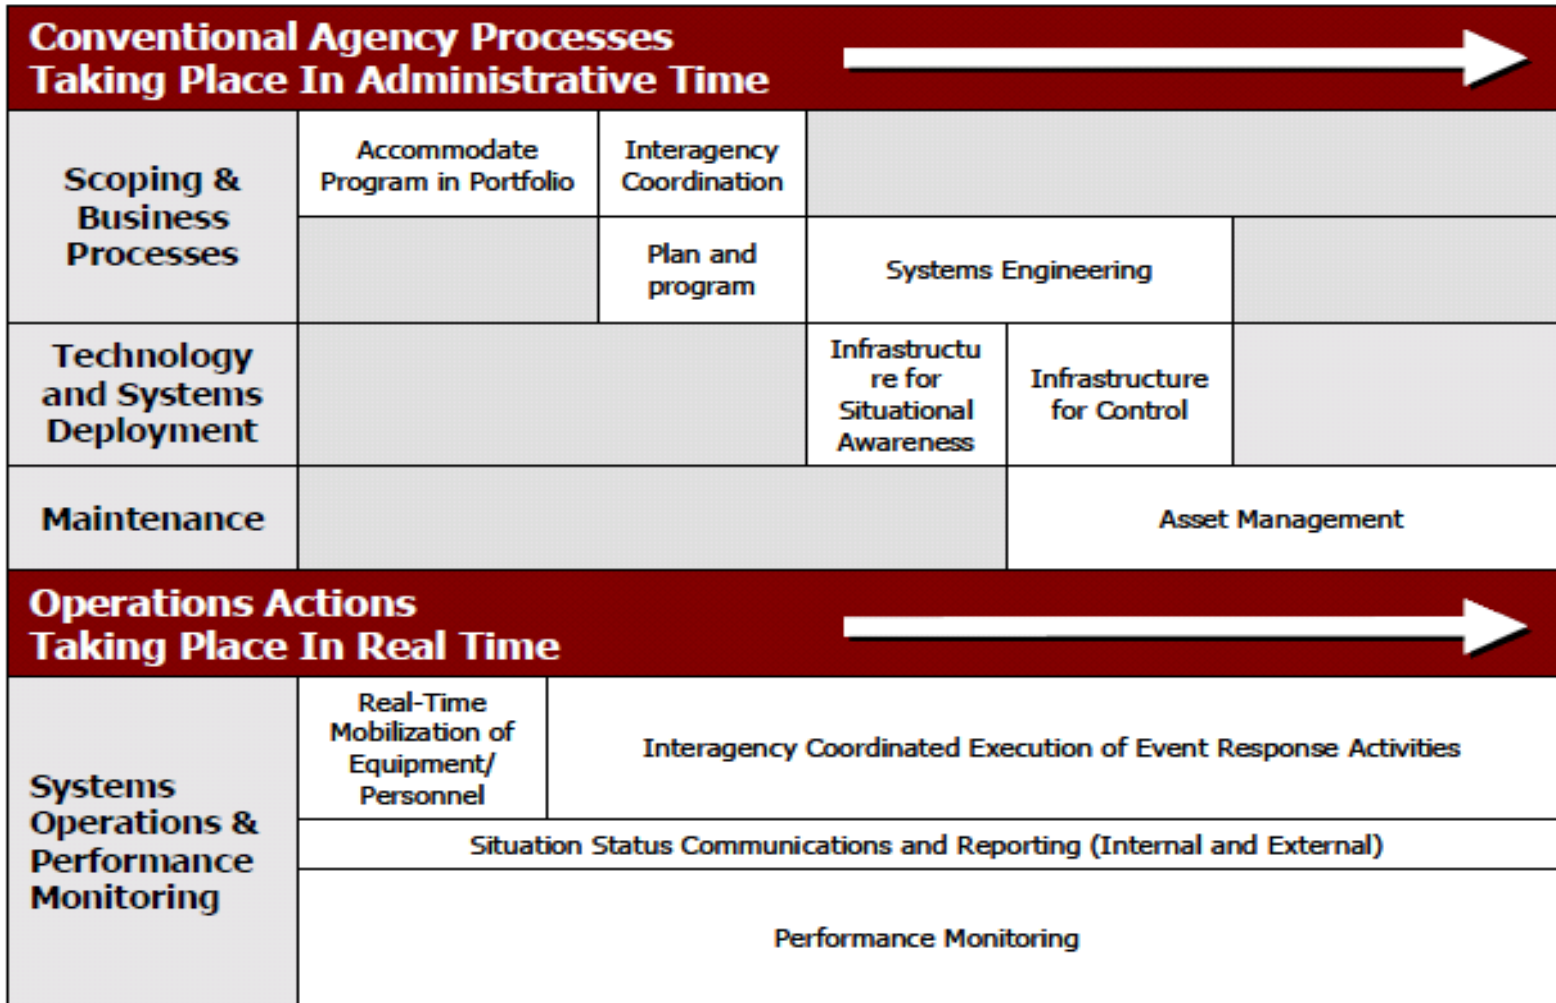 Conventional Agency Processes
Taking Place In Administrative Time
Scoping &
Business
Processes
Accommodate
Program in Portfolio
Interagency
Coordination
Plan and
program
Systems Engineering
Technology
and Systems
Deployment
Infrastructu
re for
Situational
Awareness
Infrastructure
for Control
Maintenance
Asset Management
Operations Actions
Taking Place In Real Time
Systems
Operations &
Performance
Monitoring
Real-Time
Mobilization of
Equipment/
Personnel
Interagency Coordinated Execution of Event Response Activities
Situation Status Communications and Reporting (Internal and External)
Performance Monitoring